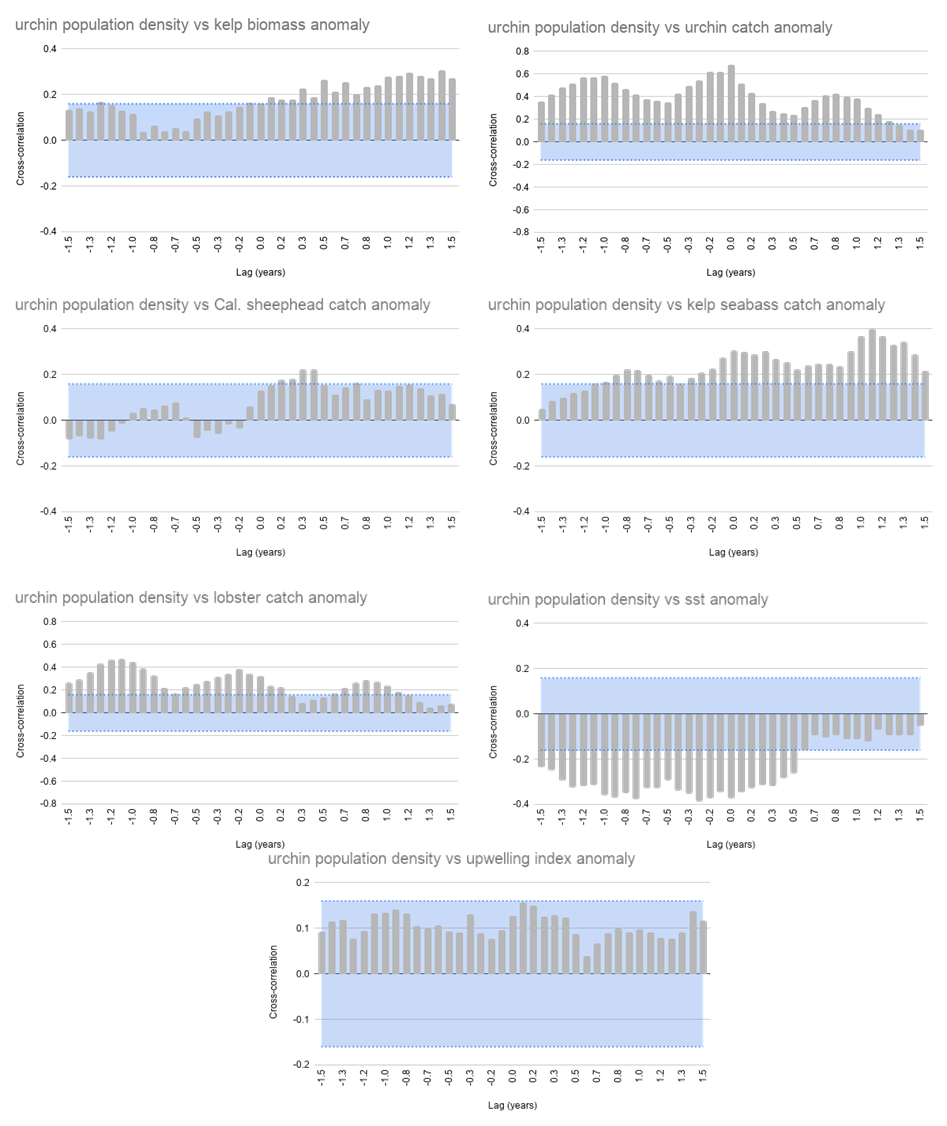 urchin population density vs kelp biomass anomaly
0.4
0.2
0.0
-0.2
-0.4
Cross-correlation
-1.5 -1.3 -1.2 -1.0 -0.8 -0.7 -0.5 -0.3 -0.2 0.0 0.2 0.3 0.5 0.7 0.8 1.0 1.2 1.3 1.5
Lag (years)
urchin population density vs urchin catch anomaly
0.8
0.6
0.4
0.2
0.0
-0.2
-0.4
-0.6
-0.8
Cross-correlation
-1.5 -1.3 -1.2 -1.0 -0.8 -0.7 -0.5 -0.3 -0.2 0.0 0.2 0.3 0.5 0.7 0.8 1.0 1.2 1.3 1.5
Lag (years)
urchin population density vs Cal. sheephead catch anomaly
0.4
0.2
0.0
-0.2
-0.4
Cross-correlation
-1.5 -1.3 -1.2 -1.0 -0.8 -0.7 -0.5 -0.3 -0.2 0.0 0.2 0.3 0.5 0.7 0.8 1.0 1.2 1.3 1.5
Lag (years)
urchin population density vs kelp seabass catch anomaly
0.4
0.2
0.0
-0.2
-0.4
Cross-correlation
-1.5 -1.3 -1.2 -1.0 -0.8 -0.7 -0.5 -0.3 -0.2 0.0 0.2 0.3 0.5 0.7 0.8 1.0 1.2 1.3 1.5
Lag (years)
urchin population density vs lobster catch anomaly
0.8
0.6
0.4
0.2
0.0
-0.2
-0.4
-0.6
-0.8
Cross-correlation
-1.5 -1.3 -1.2 -1.0 -0.8 -0.7 -0.5 -0.3 -0.2 0.0 0.2 0.3 0.5 0.7 0.8 1.0 1.2 1.3 1.5
Lag (years)
urchin population density vs sst anomaly
0.4
0.2
0.0
-0.2
-0.4
Cross-correlation
-1.5 -1.3 -1.2 -1.0 -0.8 -0.7 -0.5 -0.3 -0.2 0.0 0.2 0.3 0.5 0.7 0.8 1.0 1.2 1.3 1.5
Lag (years)
urchin population density vs upwelling index anomaly
0.2
0.1
0.0
-0.1
-0.2
Cross-correlation
-1.5 -1.3 -1.2 -1.0 -0.8 -0.7 -0.5 -0.3 -0.2 0.0 0.2 0.3 0.5 0.7 0.8 1.0 1.2 1.3 1.5
Lag (years)